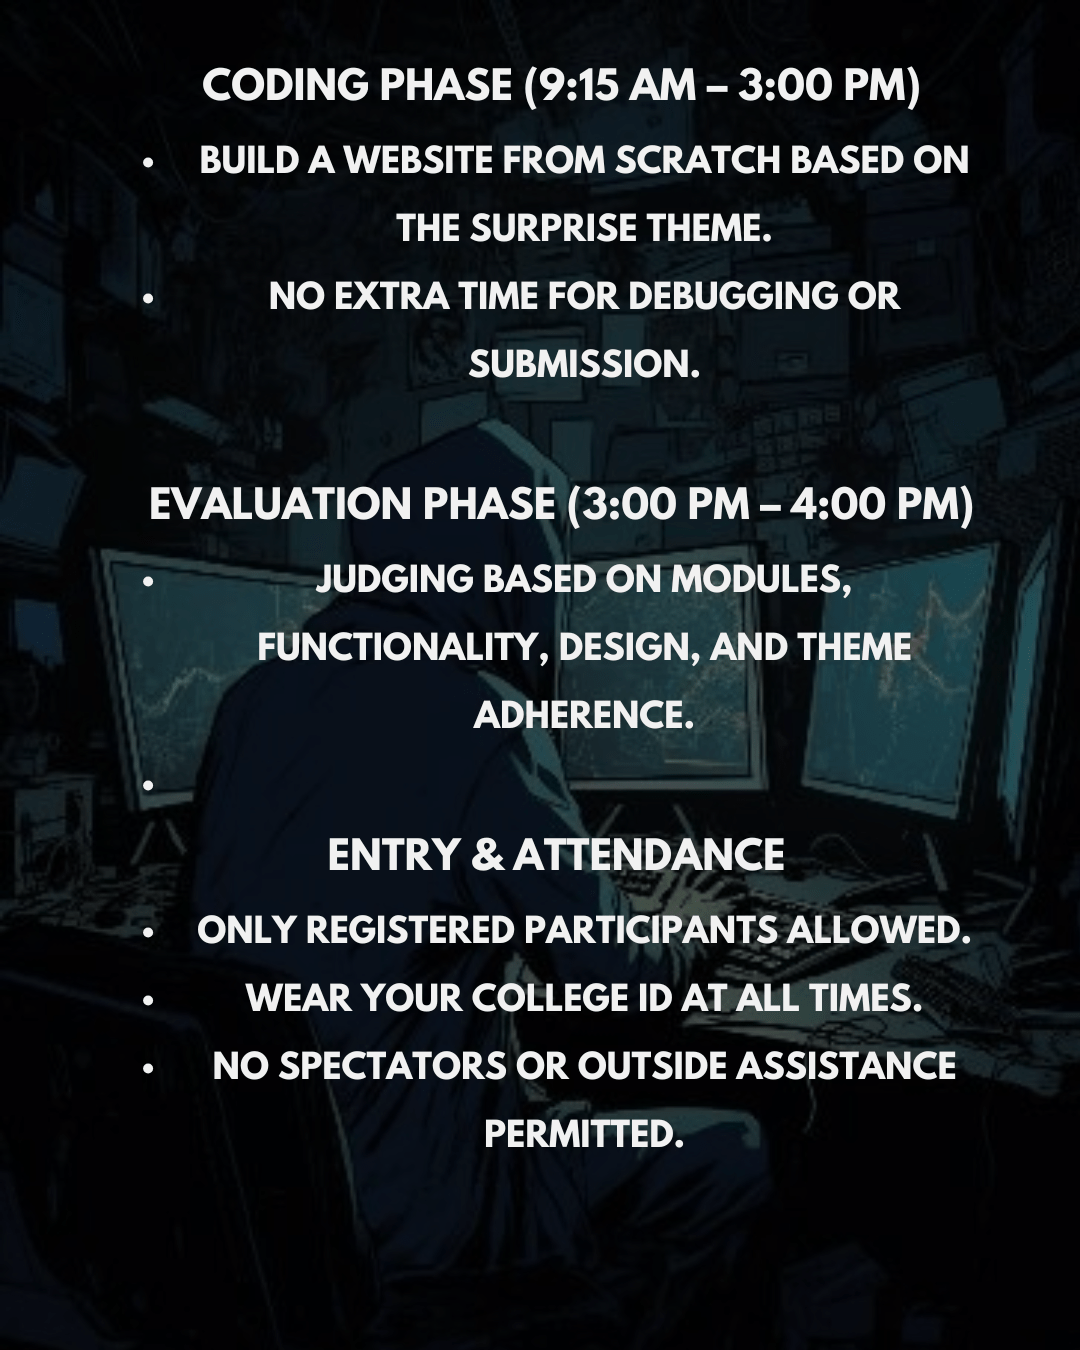 CODING PHASE (9:15 AM – 3:00 PM)
• BUILD A WEBSITE FROM SCRATCH BASED ON
THE SURPRISE THEME.
• NO EXTRA TIME FOR DEBUGGING OR
SUBMISSION.
EVALUATION PHASE (3:00 PM – 4:00 PM)
• JUDGING BASED ON MODULES,
FUNCTIONALITY, DESIGN, AND THEME
ADHERENCE.
•
ENTRY & ATTENDANCE
• ONLY REGISTERED PARTICIPANTS ALLOWED.
• WEAR YOUR COLLEGE ID AT ALL TIMES.
• NO SPECTATORS OR OUTSIDE ASSISTANCE
PERMITTED.